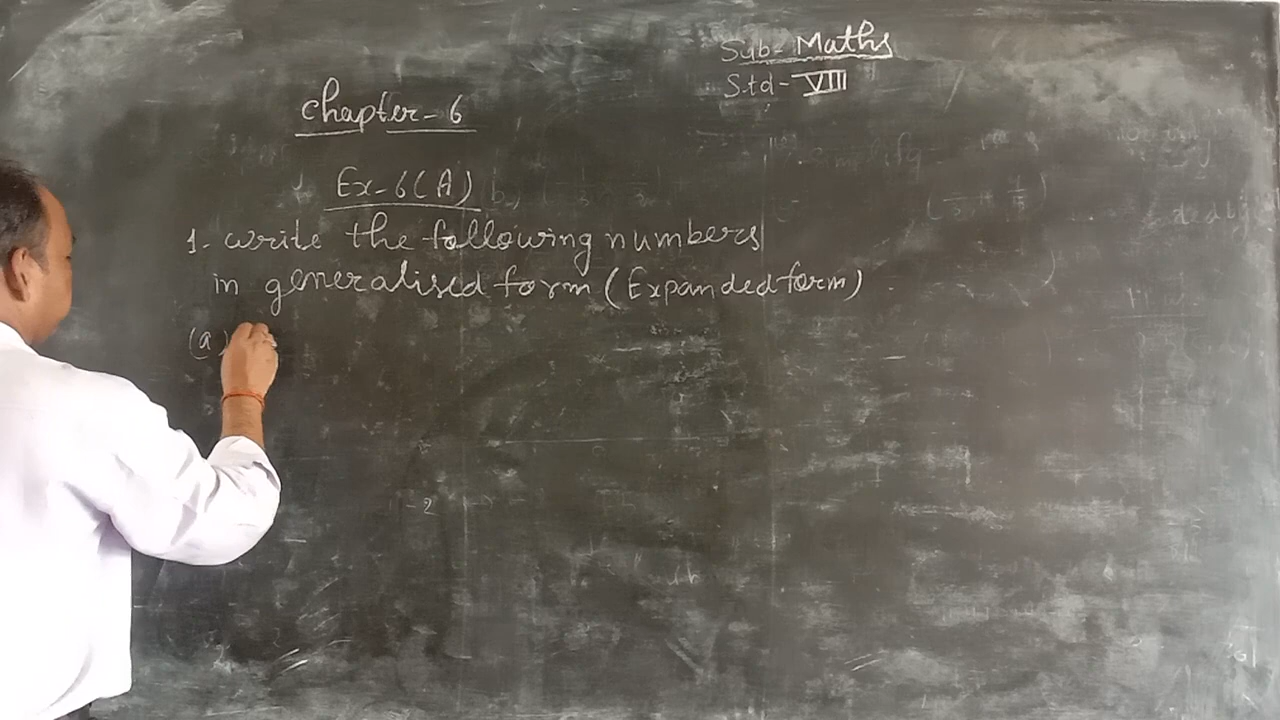 Sub- Maths
Std- VIII
Chapter- 6
Ex- 6(A)
1. Write the following numbers
in generalised form (Expanded form)
(a)